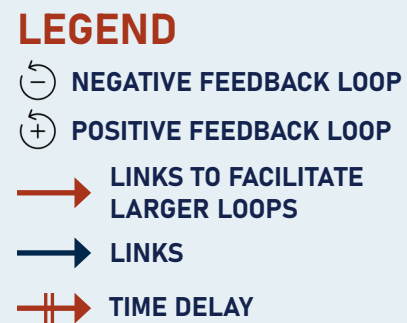 LEGEND
NEGATIVE FEEDBACK LOOP
POSITIVE FEEDBACK LOOP
LINKS TO FACILITATE
LARGER LOOPS
LINKS
TIME DELAY